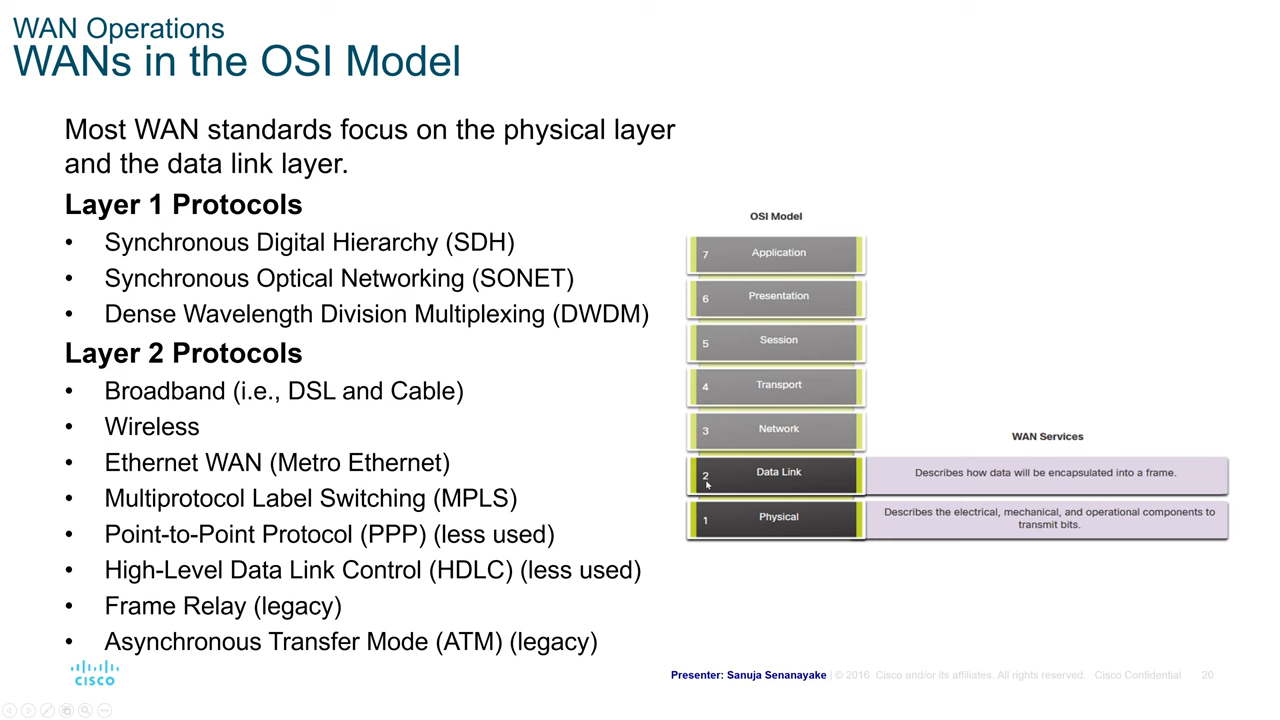 WAN Operations
WANs in the OSI Model
Most WAN standards focus on the physical layer
and the data link layer.
Layer 1 Protocols
• Synchronous Digital Hierarchy (SDH)
• Synchronous Optical Networking (SONET)
• Dense Wavelength Division Multiplexing (DWDM)
Layer 2 Protocols
• Broadband (i.e., DSL and Cable)
• Wireless
• Ethernet WAN (Metro Ethernet)
• Multiprotocol Label Switching (MPLS)
• Point-to-Point Protocol (PPP) (less used)
• High-Level Data Link Control (HDLC) (less used)
• Frame Relay (legacy)
• Asynchronous Transfer Mode (ATM) (legacy)
OSI Model
7 Application
6 Presentation
5 Session
4 Transport
3 Network
WAN Services
2 Data Link Describes how data will be encapsulated into a frame.
1 Physical Describes the electrical, mechanical, and operational components to
transmit bits.
CISCO
Presenter: Sanuja Senanayake | © 2016 Cisco and/or its affiliates. All rights reserved. Cisco Confidential 20